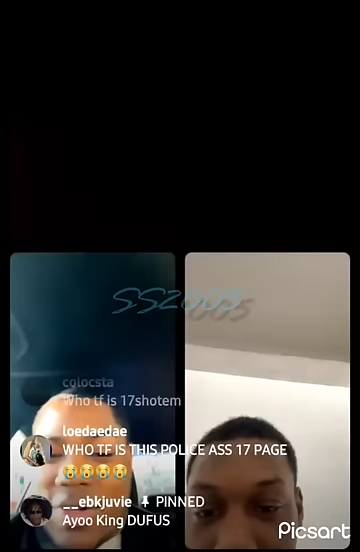 SS2005
colocsta
Who tf is 17shotem
loedaedae
WHO TF IS THIS POLICE ASS 17 PAGE
😭😭😭😭
__ebkjuvie 📌 PINNED
Ayoo King DUFUS
Picsart